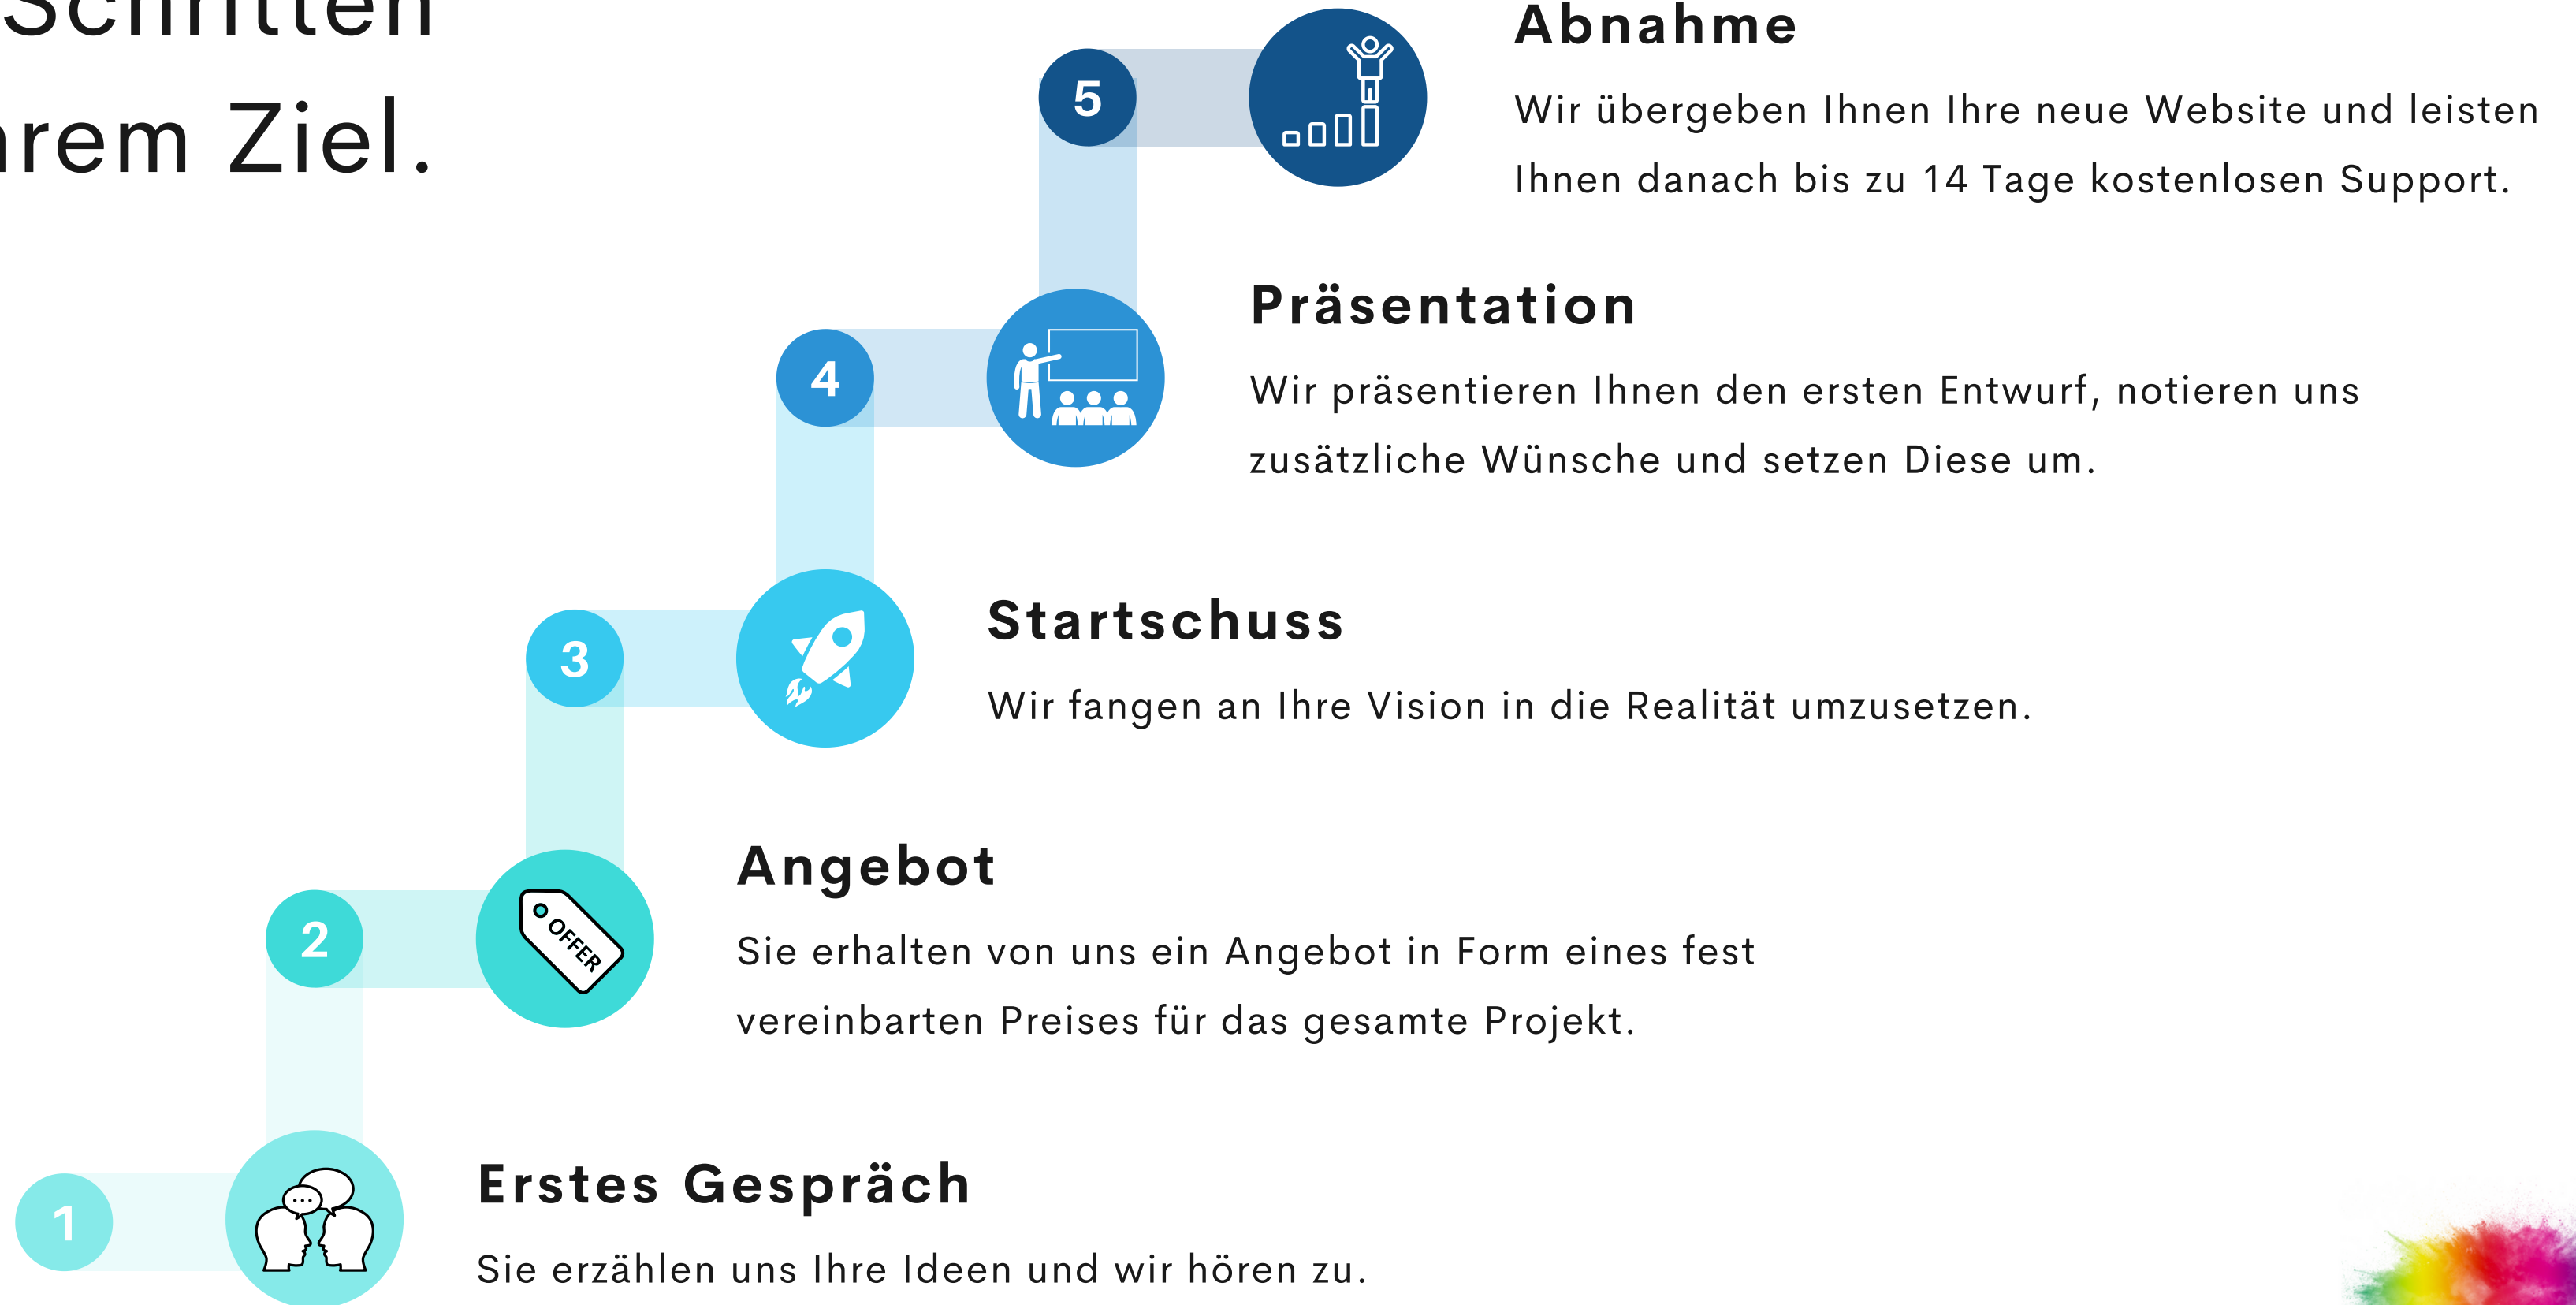 Schritten
Ziel.
5
Abnahme
Wir übergeben Ihnen Ihre neue Website und leisten
Ihnen danach bis zu 14 Tage kostenlosen Support.
4
Präsentation
Wir präsentieren Ihnen den ersten Entwurf, notieren uns
zusätzliche Wünsche und setzen Diese um.
3
Startschuss
Wir fangen an Ihre Vision in die Realität umzusetzen.
2
OFFER
Angebot
Sie erhalten von uns ein Angebot in Form eines fest
vereinbarten Preises für das gesamte Projekt.
1
Erstes Gespräch
Sie erzählen uns Ihre Ideen und wir hören zu.